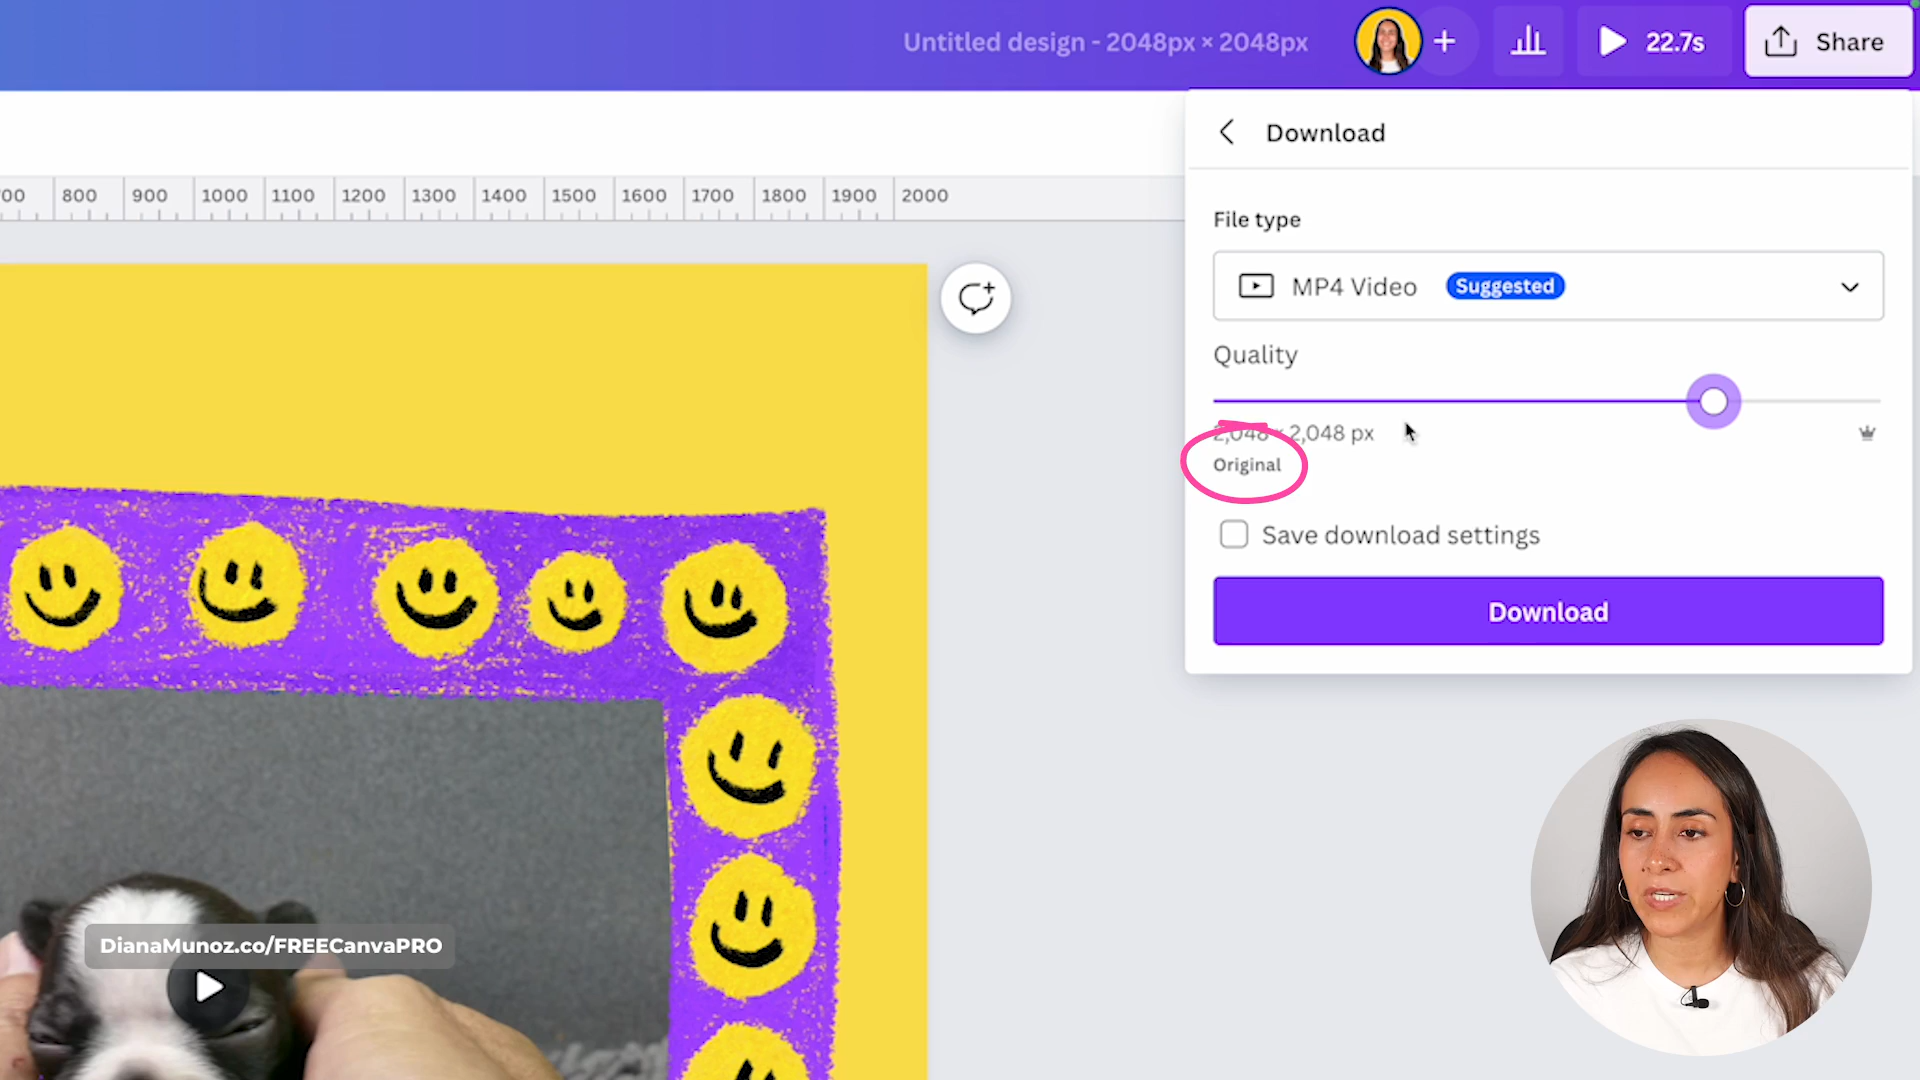 Untitled design - 2048px × 2048px
22.7s
Share
Download
00 800 900 1000 1100 1200 1300 1400 1500 1600 1700 1800 1900 2000
File type
MP4 Video Suggested
Quality
2,048 × 2,048 px
Original
Save download settings
Download
DianaMunoz.co/FREECanvaPRO